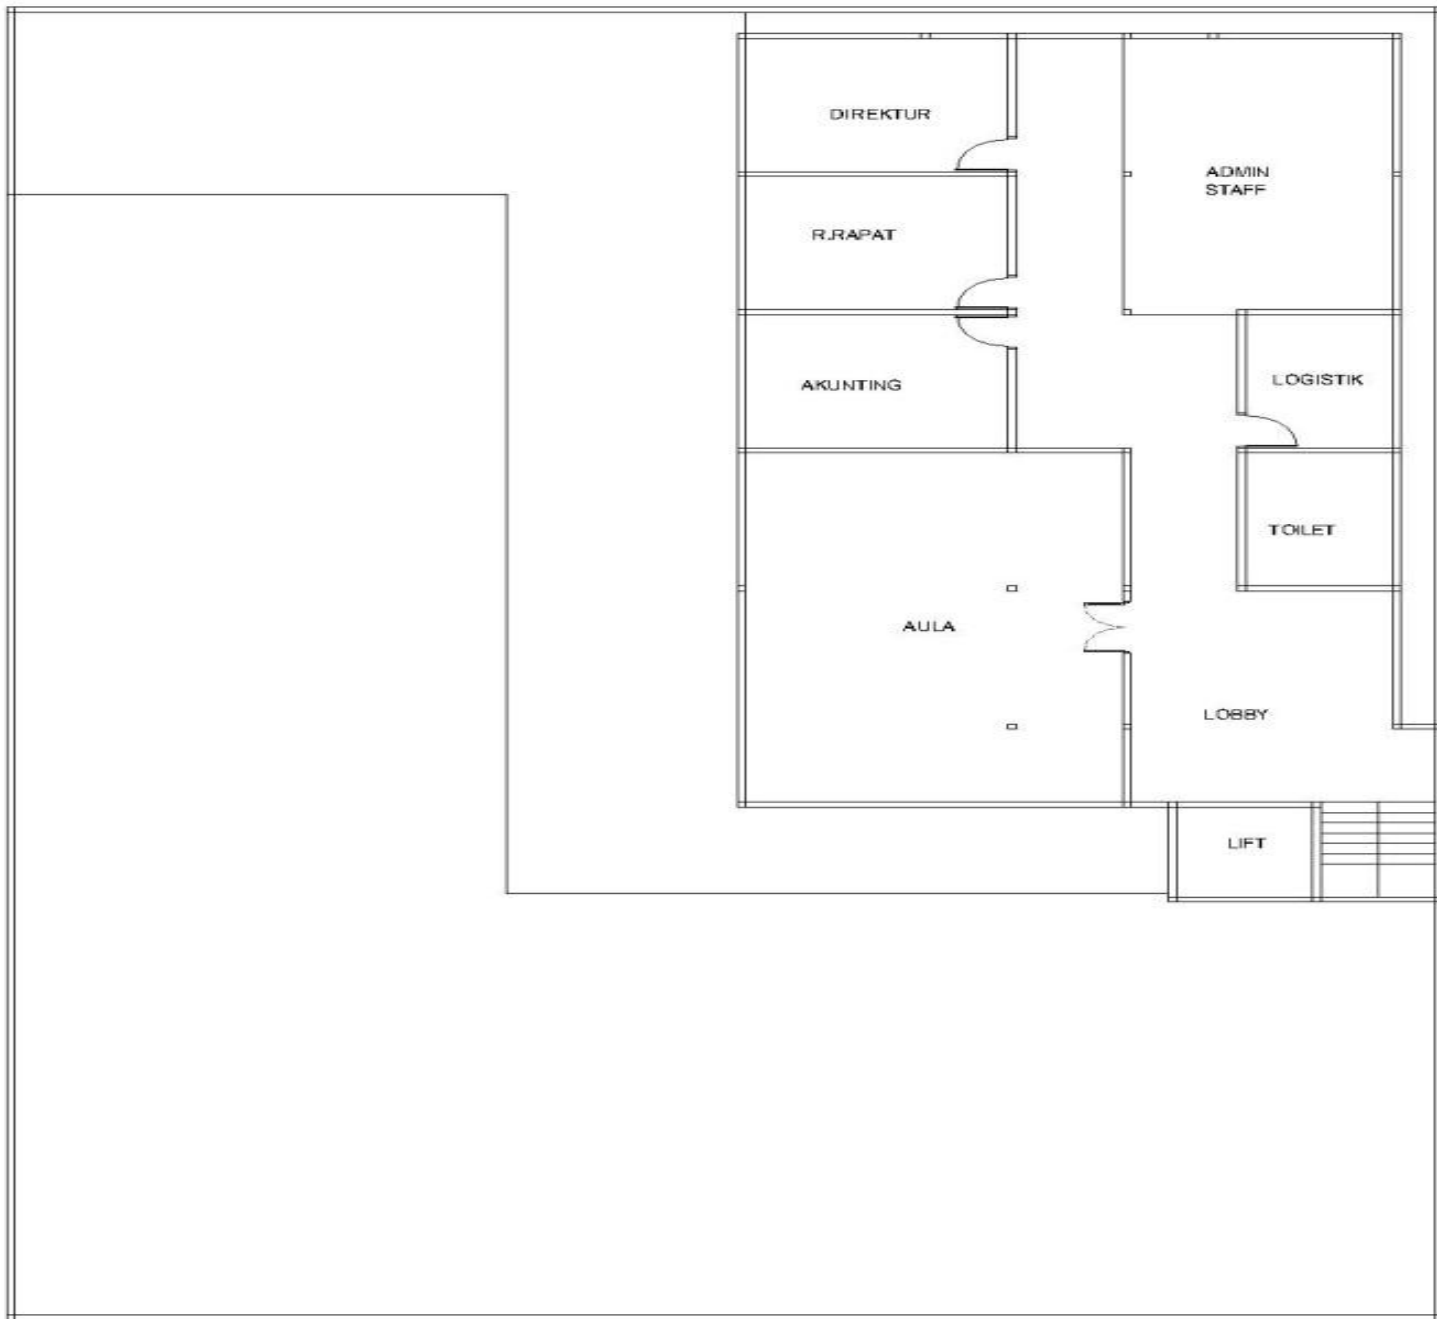 DIREKTUR
ADMIN
STAFF
R.RAPAT
AKUNTING
LOGISTIK
TOILET
AULA
LOBBY
LIFT